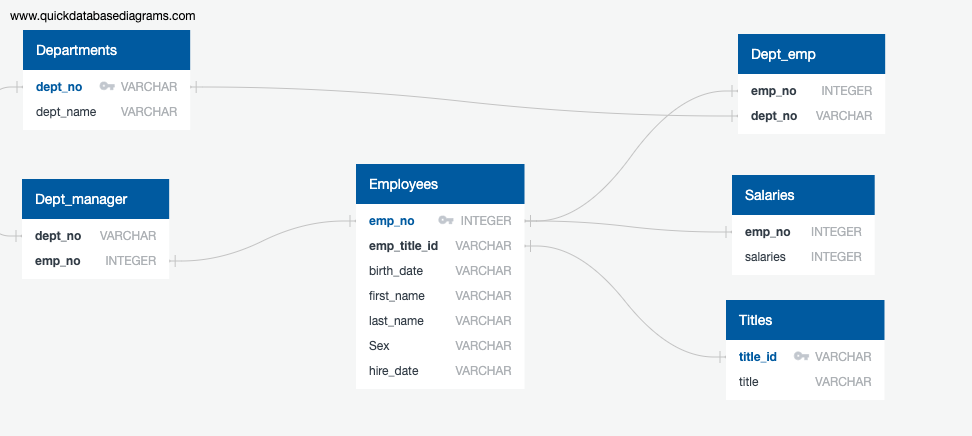 www.quickdatabasediagrams.com
Departments
dept_no VARCHAR
dept_name VARCHAR
Dept_manager
dept_no VARCHAR
emp_no INTEGER
Employees
emp_no INTEGER
emp_title_id VARCHAR
birth_date VARCHAR
first_name VARCHAR
last_name VARCHAR
Sex VARCHAR
hire_date VARCHAR
Dept_emp
emp_no INTEGER
dept_no VARCHAR
Salaries
emp_no INTEGER
salaries INTEGER
Titles
title_id VARCHAR
title VARCHAR